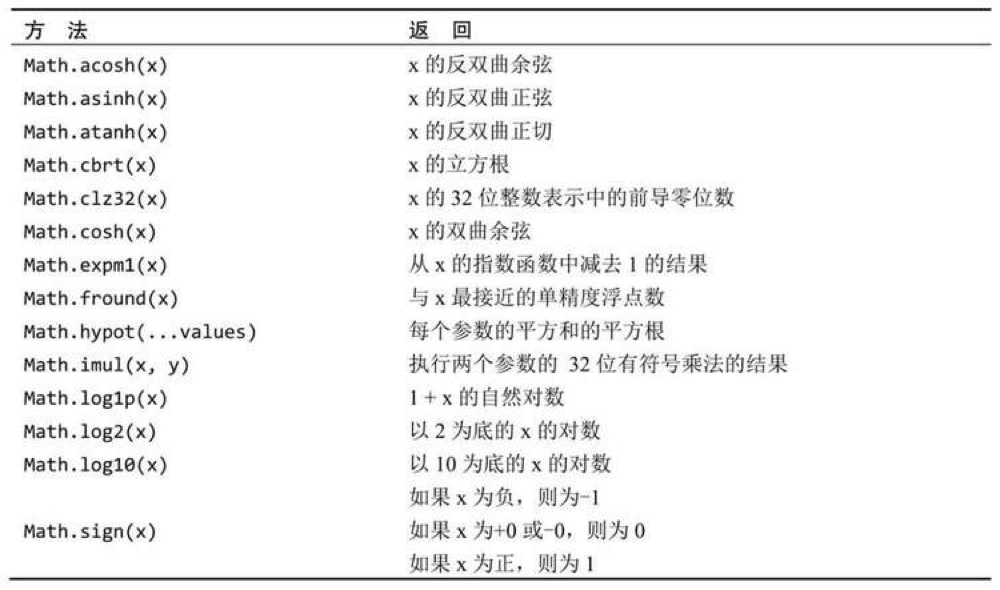 方 法 返 回
Math.acosh(x) x 的反双曲余弦
Math.asinh(x) x 的反双曲正弦
Math.atanh(x) x 的反双曲正切
Math.cbrt(x) x 的立方根
Math.clz32(x) x 的 32 位整数表示中的前导零位数
Math.cosh(x) x 的双曲余弦
Math.expm1(x) 从 x 的指数函数中减去 1 的结果
Math.fround(x) 与 x 最接近的单精度浮点数
Math.hypot(...values) 每个参数的平方和的平方根
Math.imul(x, y) 执行两个参数的 32 位有符号乘法的结果
Math.log1p(x) 1 + x 的自然对数
Math.log2(x) 以 2 为底的 x 的对数
Math.log10(x) 以 10 为底的 x 的对数
如果 x 为负，则为-1
Math.sign(x) 如果 x 为+0 或-0，则为 0
如果 x 为正，则为 1